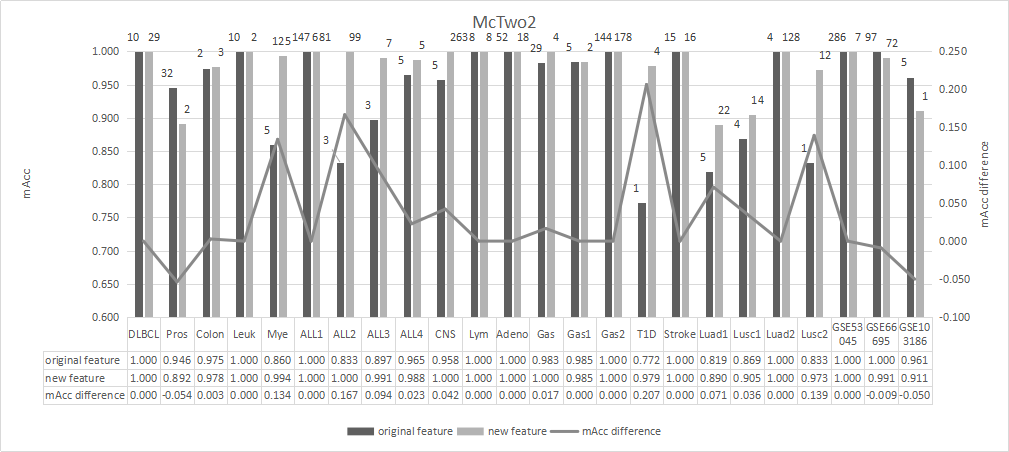 McTwo2
10 29 10 2 147 681 99 263 8 8 52 18 4 144 178 4 15 16 4 128 286 7 97
32 2 2 3 5 125 3 3 7 5 5 5 29 5 2 1 5 22 4 14 1 12 72 5 1
mAcc
1.000
0.950
0.900
0.850
0.800
0.750
0.700
0.650
0.600
0.250
0.200
0.150
0.100
0.050
0.000
-0.050
-0.100
mAcc difference
DLBCL Pros Colon Leuk Mye ALL1 ALL2 ALL3 ALL4 CNS Lym Adeno Gas Gas1 Gas2 T1D Stroke Luad1 Lusc1 Luad2 Lusc2 GSE53 GSE66 GSE10
045 695 3186
original feature 1.000 0.946 0.975 1.000 0.860 1.000 0.833 0.897 0.965 0.958 1.000 1.000 0.983 0.985 1.000 0.772 1.000 0.819 0.869 1.000 0.833 1.000 1.000 0.961
new feature 1.000 0.892 0.978 1.000 0.994 1.000 1.000 0.991 0.988 1.000 1.000 1.000 1.000 0.985 1.000 0.979 1.000 0.890 0.905 1.000 0.973 1.000 0.991 0.911
mAcc difference 0.000 -0.054 0.003 0.000 0.134 0.000 0.167 0.094 0.023 0.042 0.000 0.000 0.017 0.000 0.000 0.207 0.000 0.071 0.036 0.000 0.139 0.000 -0.009 -0.050
original feature new feature mAcc difference